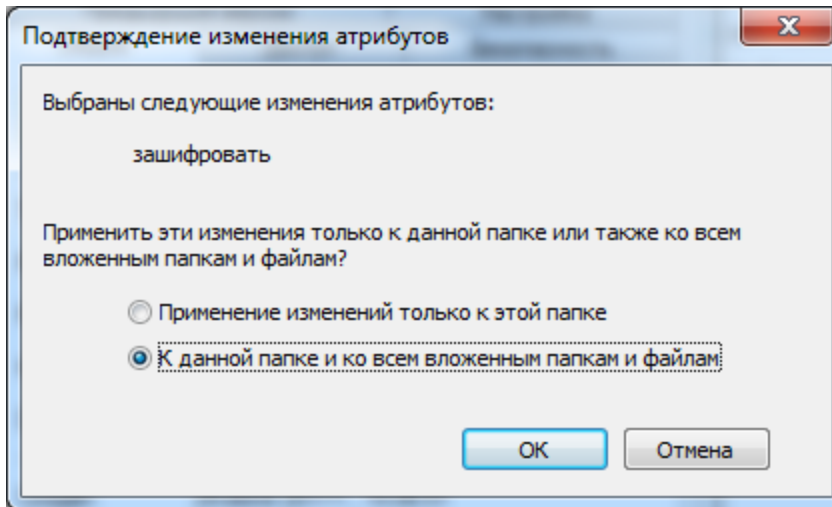 Подтверждение изменения атрибутов
Выбраны следующие изменения атрибутов:
зашифровать
Применить эти изменения только к данной папке или также ко всем
вложенным папкам и файлам?
Применение изменений только к этой папке
К данной папке и ко всем вложенным папкам и файлам
ОК
Отмена